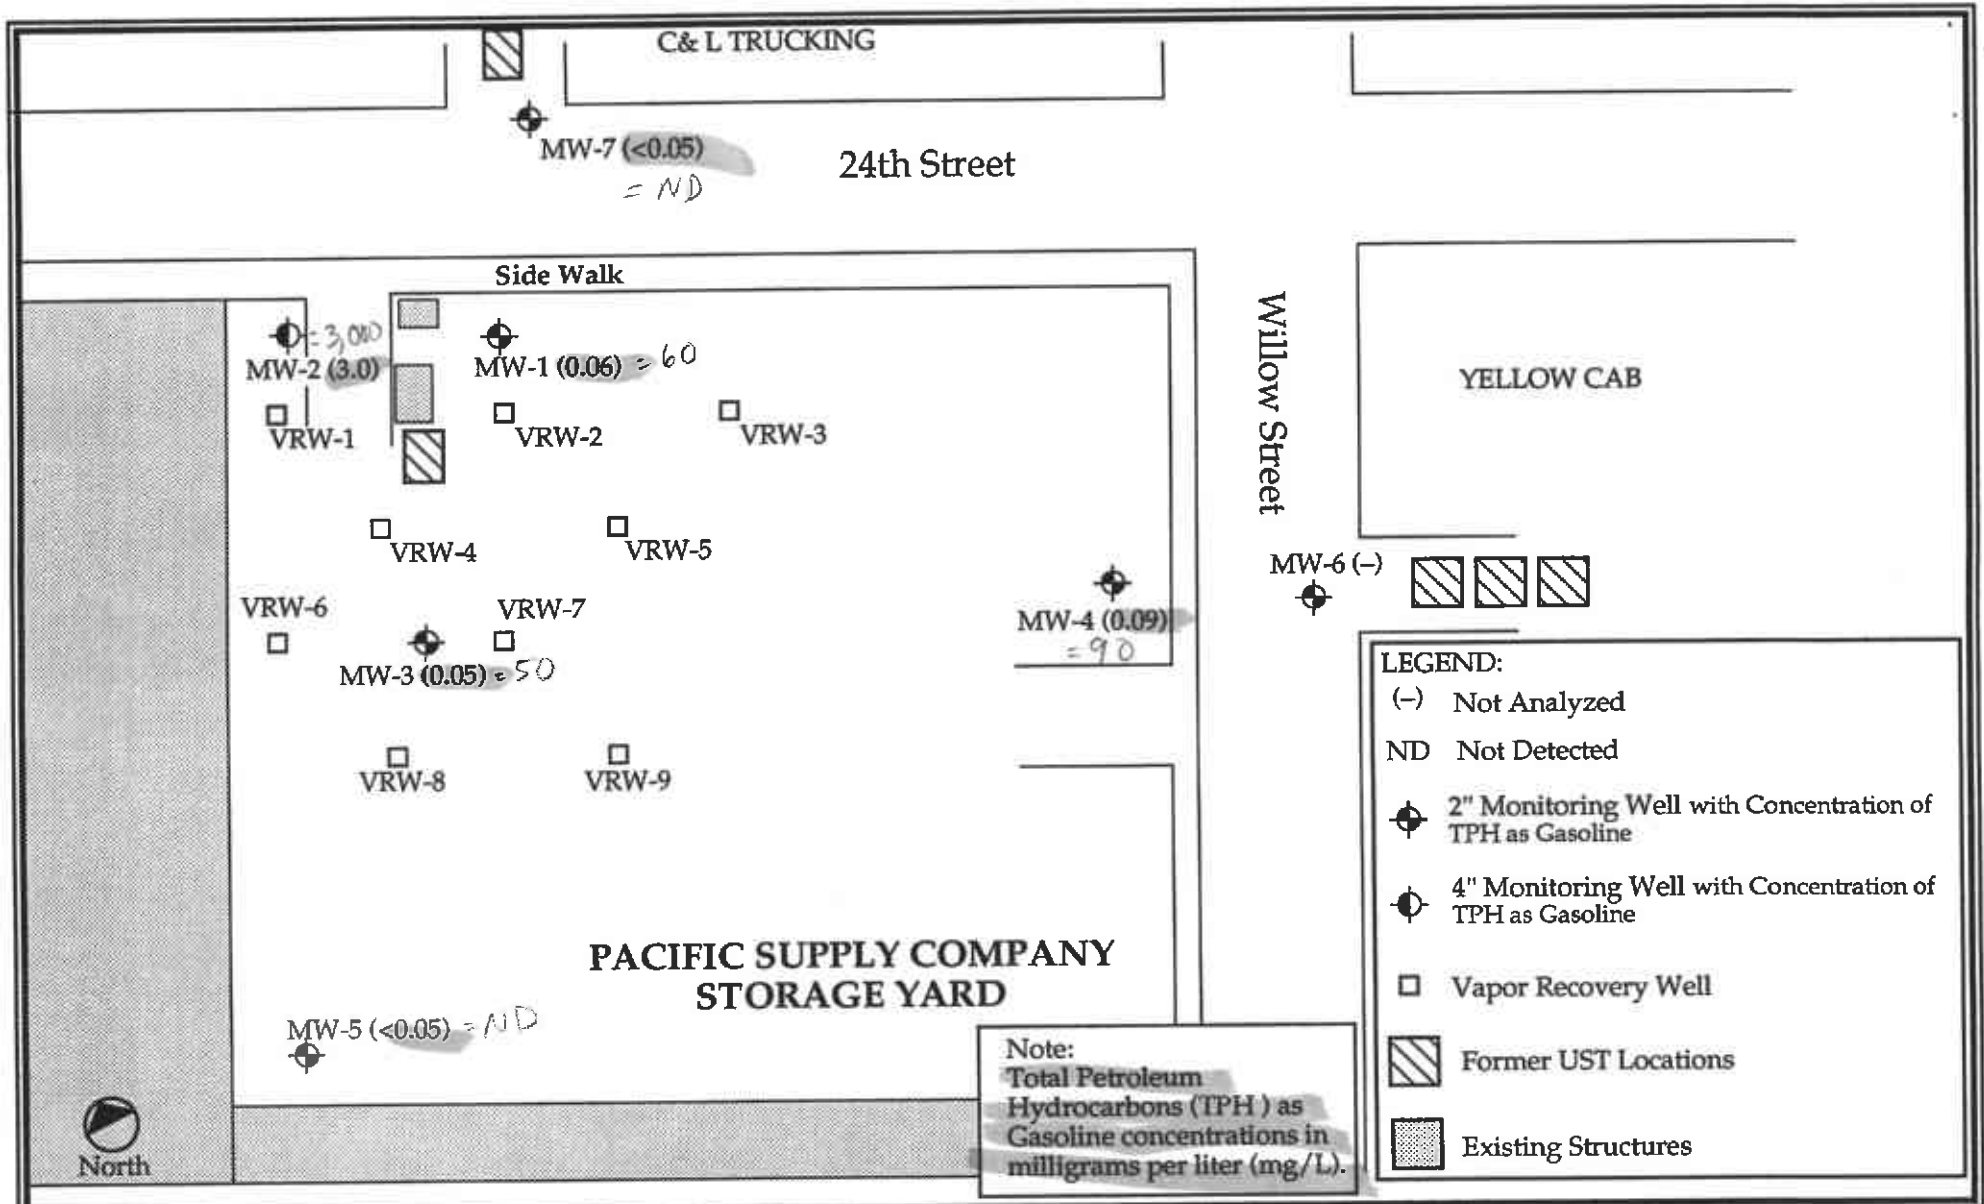 C& L TRUCKING
MW-7 (<0.05)
= ND
24th Street
Side Walk
= 3,000
MW-2 (3.0)
MW-1 (0.06) = 60
VRW-1
VRW-2
VRW-3
Willow Street
YELLOW CAB
VRW-4
VRW-5
MW-6 (–)
VRW-6
VRW-7
MW-4 (0.09)
= 90
MW-3 (0.05) = 50
VRW-8
VRW-9
PACIFIC SUPPLY COMPANY
STORAGE YARD
MW-5 (<0.05) = ND
North
Note:
Total Petroleum
Hydrocarbons (TPH ) as
Gasoline concentrations in
milligrams per liter (mg/L).
LEGEND:
(–) Not Analyzed
ND Not Detected
2" Monitoring Well with Concentration of
TPH as Gasoline
4" Monitoring Well with Concentration of
TPH as Gasoline
Vapor Recovery Well
Former UST Locations
Existing Structures